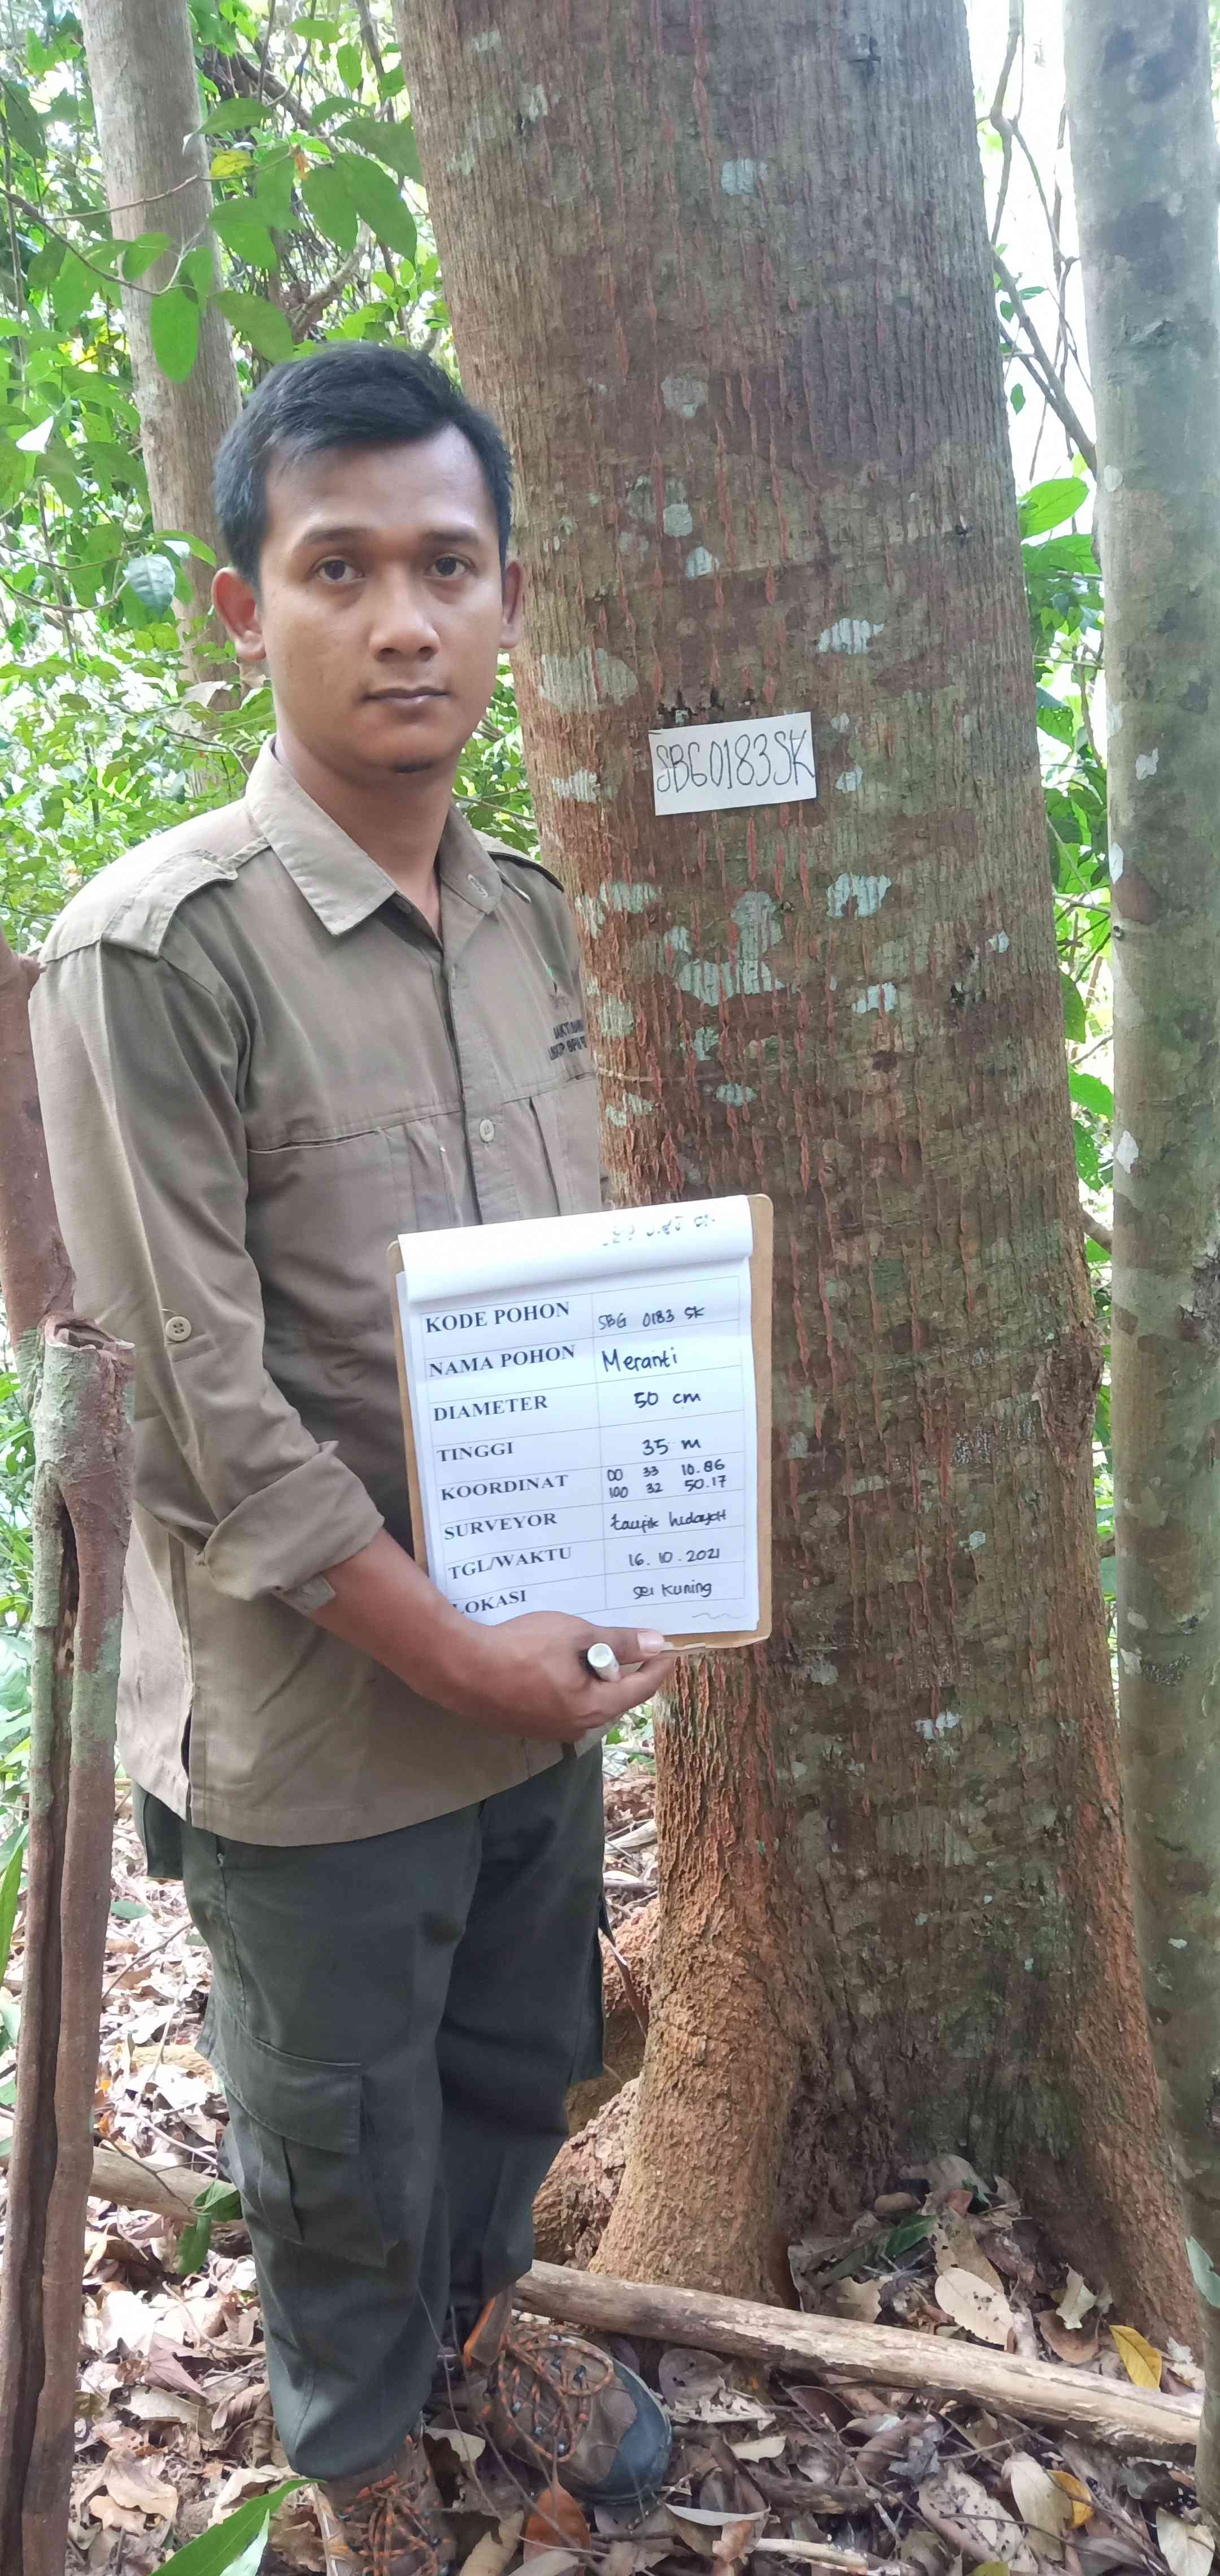 SBG0183SK
KODE POHON SBG 0183 SK
NAMA POHON Meranti
DIAMETER 50 cm
TINGGI 35 m
KOORDINAT 00 33 10.86
100 32 50.17
SURVEYOR taufik hidayat
TGL/WAKTU 16.10.2021
LOKASI sei kuning